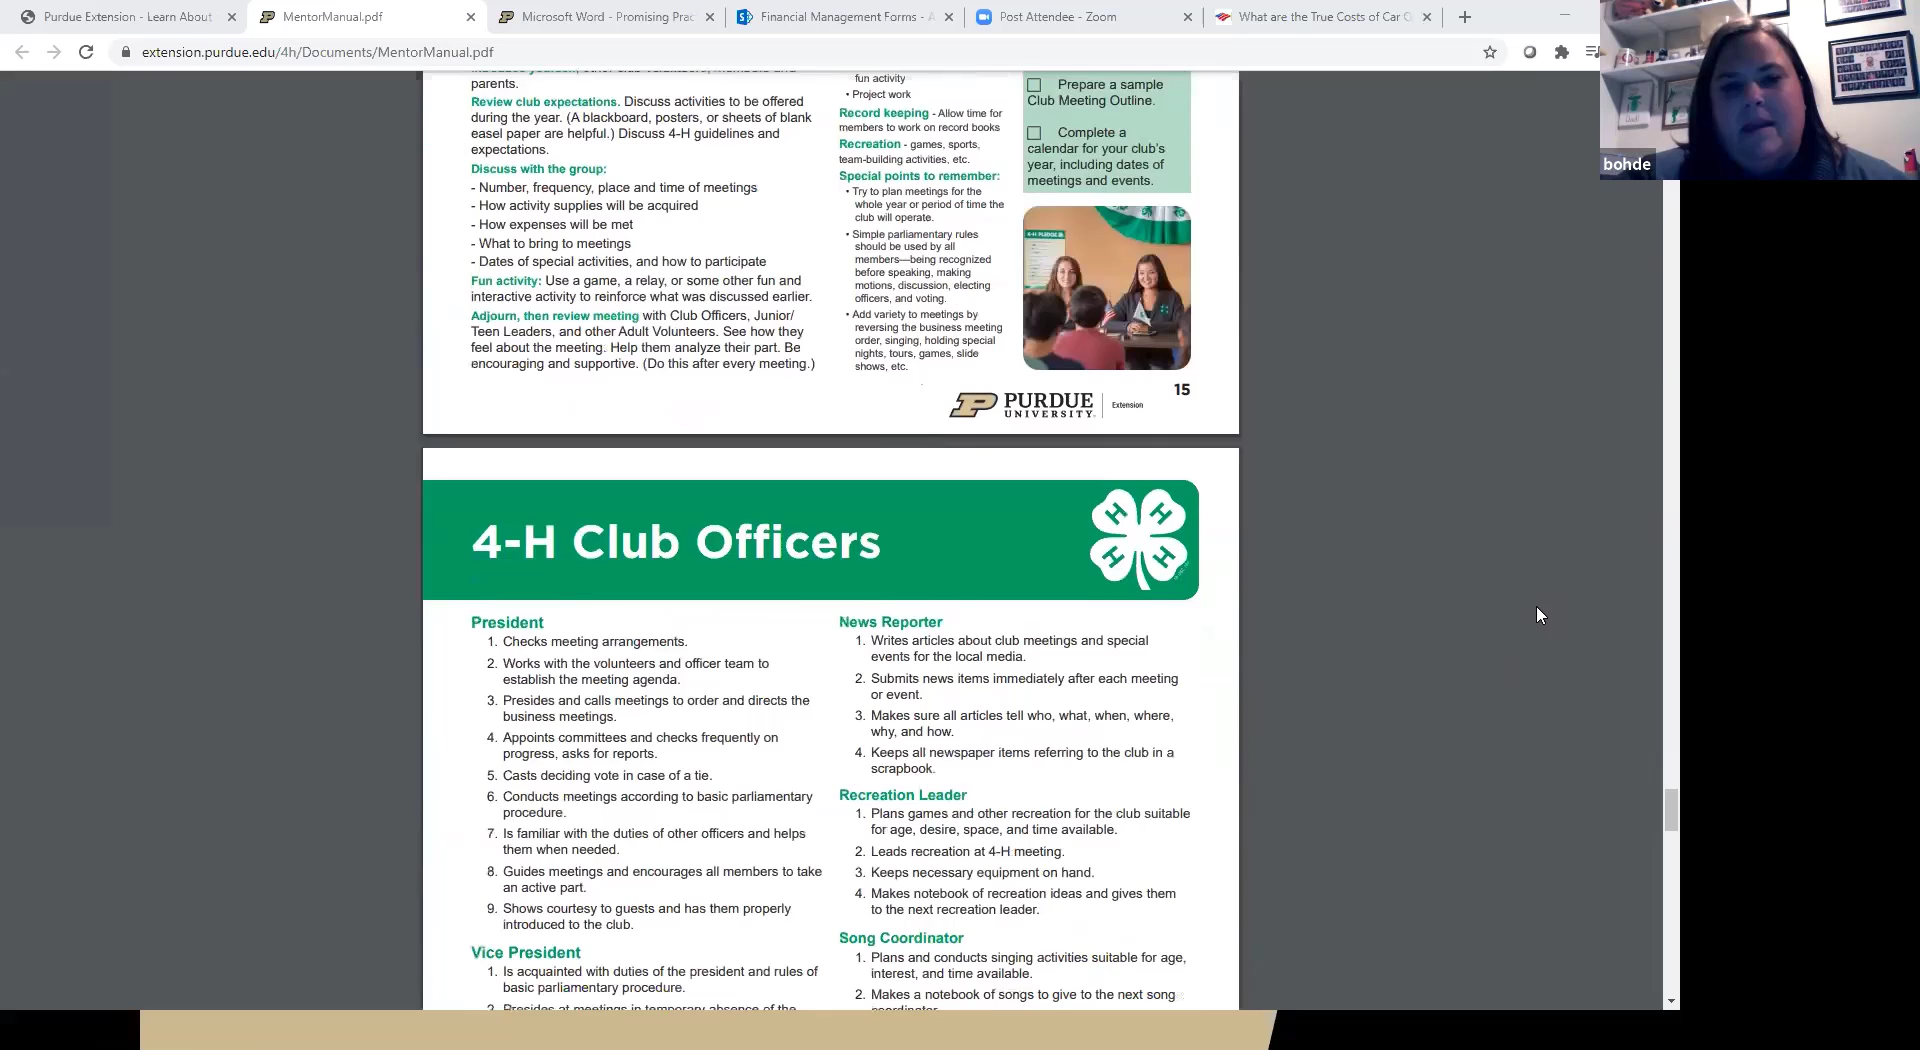 Purdue Extension - Learn About
MentorManual.pdf
Microsoft Word - Promising Prac
Financial Management Forms - A
Post Attendee - Zoom
What are the True Costs of Car O
extension.purdue.edu/4h/Documents/MentorManual.pdf
bohde
parents.
Review club expectations. Discuss activities to be offered
during the year. (A blackboard, posters, or sheets of blank
easel paper are helpful.) Discuss 4-H guidelines and
expectations.
Discuss with the group:
- Number, frequency, place and time of meetings
- How activity supplies will be acquired
- How expenses will be met
- What to bring to meetings
- Dates of special activities, and how to participate
Fun activity: Use a game, a relay, or some other fun and
interactive activity to reinforce what was discussed earlier.
Adjourn, then review meeting with Club Officers, Junior/
Teen Leaders, and other Adult Volunteers. See how they
feel about the meeting. Help them analyze their part. Be
encouraging and supportive. (Do this after every meeting.)
fun activity
• Project work
Record keeping - Allow time for
members to work on record books
Recreation - games, sports,
team-building activities, etc.
Special points to remember:
• Try to plan meetings for the
whole year or period of time the
club will operate.
• Simple parliamentary rules
should be used by all
members—being recognized
before speaking, making
motions, discussion, electing
officers, and voting.
• Add variety to meetings by
reversing the business meeting
order, singing, holding special
nights, tours, games, slide
shows, etc.
Prepare a sample
Club Meeting Outline.
Complete a
calendar for your club's
year, including dates of
meetings and events.
4-H PLEDGE
15
PURDUE
UNIVERSITY
Extension
4-H Club Officers
H H
H H
President
1. Checks meeting arrangements.
2. Works with the volunteers and officer team to
establish the meeting agenda.
3. Presides and calls meetings to order and directs the
business meetings.
4. Appoints committees and checks frequently on
progress, asks for reports.
5. Casts deciding vote in case of a tie.
6. Conducts meetings according to basic parliamentary
procedure.
7. Is familiar with the duties of other officers and helps
them when needed.
8. Guides meetings and encourages all members to take
an active part.
9. Shows courtesy to guests and has them properly
introduced to the club.
Vice President
1. Is acquainted with duties of the president and rules of
basic parliamentary procedure.
2. Presides at meetings in temporary absence of the
News Reporter
1. Writes articles about club meetings and special
events for the local media.
2. Submits news items immediately after each meeting
or event.
3. Makes sure all articles tell who, what, when, where,
why, and how.
4. Keeps all newspaper items referring to the club in a
scrapbook.
Recreation Leader
1. Plans games and other recreation for the club suitable
for age, desire, space, and time available.
2. Leads recreation at 4-H meeting.
3. Keeps necessary equipment on hand.
4. Makes notebook of recreation ideas and gives them
to the next recreation leader.
Song Coordinator
1. Plans and conducts singing activities suitable for age,
interest, and time available.
2. Makes a notebook of songs to give to the next song